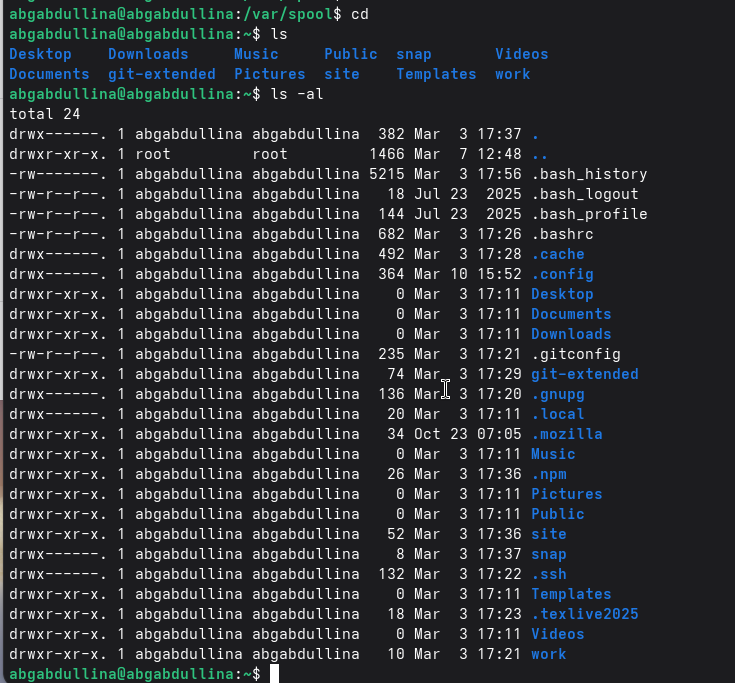 abgabdullina@abgabdullina:/var/spool$ cd
abgabdullina@abgabdullina:~$ ls
Desktop    Downloads     Music     Public  snap       Videos
Documents  git-extended  Pictures  site    Templates  work
abgabdullina@abgabdullina:~$ ls -al
total 24
drwx------. 1 abgabdullina abgabdullina  382 Mar  3 17:37 .
drwxr-xr-x. 1 root         root         1466 Mar  7 12:48 ..
-rw-------. 1 abgabdullina abgabdullina 5215 Mar  3 17:56 .bash_history
-rw-r--r--. 1 abgabdullina abgabdullina   18 Jul 23  2025 .bash_logout
-rw-r--r--. 1 abgabdullina abgabdullina  144 Jul 23  2025 .bash_profile
-rw-r--r--. 1 abgabdullina abgabdullina  682 Mar  3 17:26 .bashrc
drwx------. 1 abgabdullina abgabdullina  492 Mar  3 17:28 .cache
drwx------. 1 abgabdullina abgabdullina  364 Mar 10 15:52 .config
drwxr-xr-x. 1 abgabdullina abgabdullina    0 Mar  3 17:11 Desktop
drwxr-xr-x. 1 abgabdullina abgabdullina    0 Mar  3 17:11 Documents
drwxr-xr-x. 1 abgabdullina abgabdullina    0 Mar  3 17:11 Downloads
-rw-r--r--. 1 abgabdullina abgabdullina  235 Mar  3 17:21 .gitconfig
drwxr-xr-x. 1 abgabdullina abgabdullina   74 Mar  3 17:29 git-extended
drwx------. 1 abgabdullina abgabdullina  136 Mar  3 17:20 .gnupg
drwx------. 1 abgabdullina abgabdullina   20 Mar  3 17:11 .local
drwxr-xr-x. 1 abgabdullina abgabdullina   34 Oct 23 07:05 .mozilla
drwxr-xr-x. 1 abgabdullina abgabdullina    0 Mar  3 17:11 Music
drwxr-xr-x. 1 abgabdullina abgabdullina   26 Mar  3 17:36 .npm
drwxr-xr-x. 1 abgabdullina abgabdullina    0 Mar  3 17:11 Pictures
drwxr-xr-x. 1 abgabdullina abgabdullina    0 Mar  3 17:11 Public
drwxr-xr-x. 1 abgabdullina abgabdullina   52 Mar  3 17:36 site
drwx------. 1 abgabdullina abgabdullina    8 Mar  3 17:37 snap
drwx------. 1 abgabdullina abgabdullina  132 Mar  3 17:22 .ssh
drwxr-xr-x. 1 abgabdullina abgabdullina    0 Mar  3 17:11 Templates
drwxr-xr-x. 1 abgabdullina abgabdullina   18 Mar  3 17:23 .texlive2025
drwxr-xr-x. 1 abgabdullina abgabdullina    0 Mar  3 17:11 Videos
drwxr-xr-x. 1 abgabdullina abgabdullina   10 Mar  3 17:21 work
abgabdullina@abgabdullina:~$